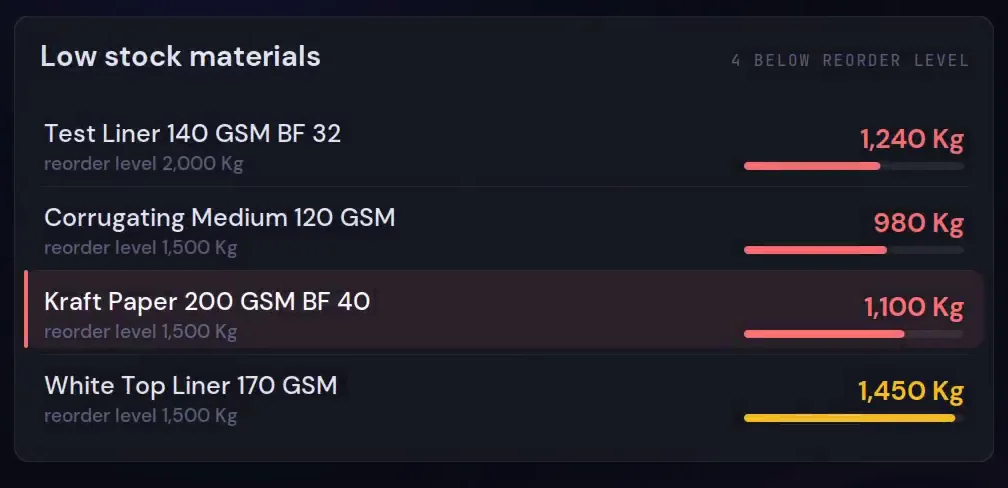 Low stock materials
4 BELOW REORDER LEVEL
Test Liner 140 GSM BF 32
1,240 Kg
reorder level 2,000 Kg
Corrugating Medium 120 GSM
980 Kg
reorder level 1,500 Kg
Kraft Paper 200 GSM BF 40
1,100 Kg
reorder level 1,500 Kg
White Top Liner 170 GSM
1,450 Kg
reorder level 1,500 Kg